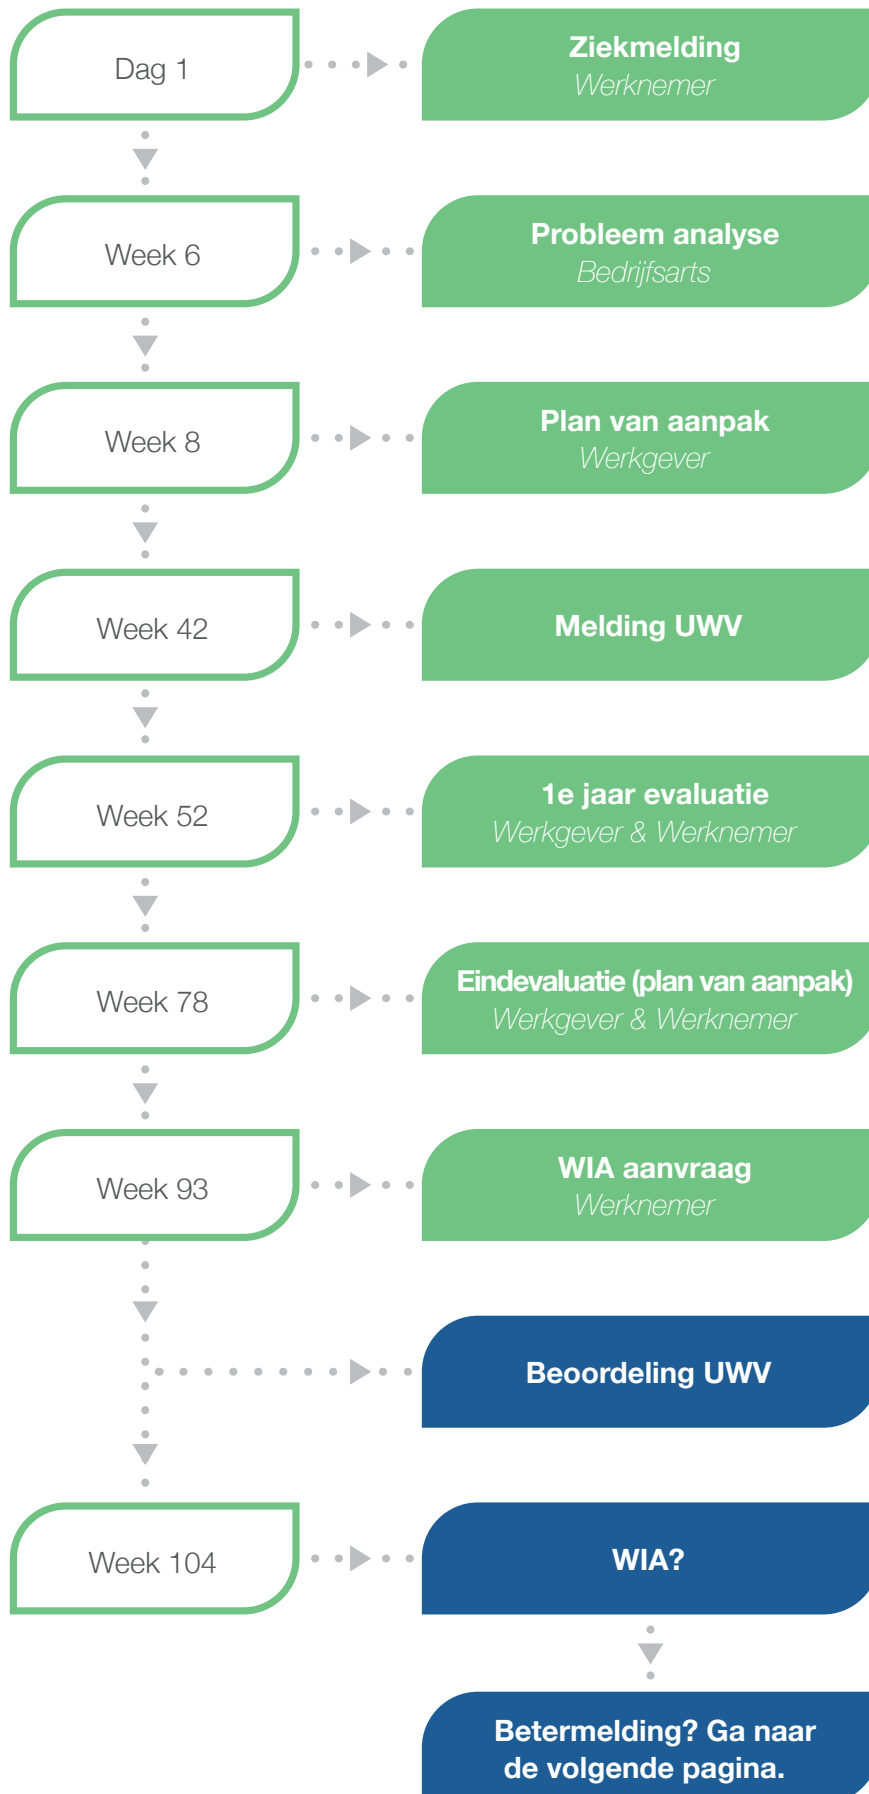 Dag 1
Ziekmelding
Werknemer
Week 6
Probleem analyse
Bedrijfsarts
Week 8
Plan van aanpak
Werkgever
Week 42
Melding UWV
Week 52
1e jaar evaluatie
Werkgever & Werknemer
Week 78
Eindevaluatie (plan van aanpak)
Werkgever & Werknemer
Week 93
WIA aanvraag
Werknemer
Beoordeling UWV
Week 104
WIA?
Betermelding? Ga naar
de volgende pagina.